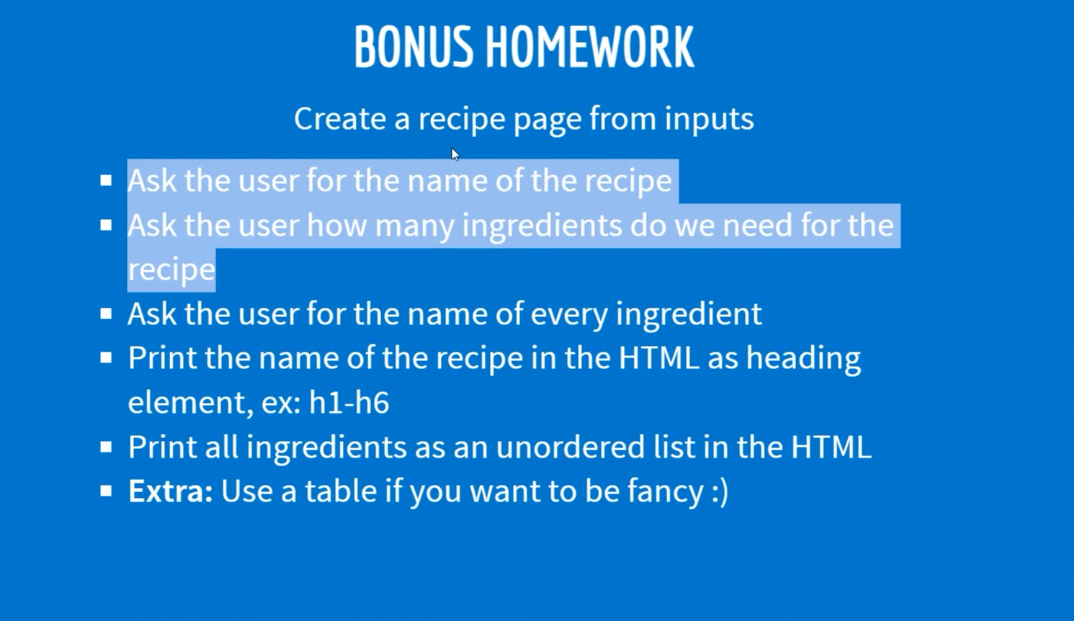 BONUS HOMEWORK
Create a recipe page from inputs
Ask the user for the name of the recipe
Ask the user how many ingredients do we need for the
recipe
Ask the user for the name of every ingredient
Print the name of the recipe in the HTML as heading
element, ex: h1-h6
Print all ingredients as an unordered list in the HTML
Extra: Use a table if you want to be fancy :)